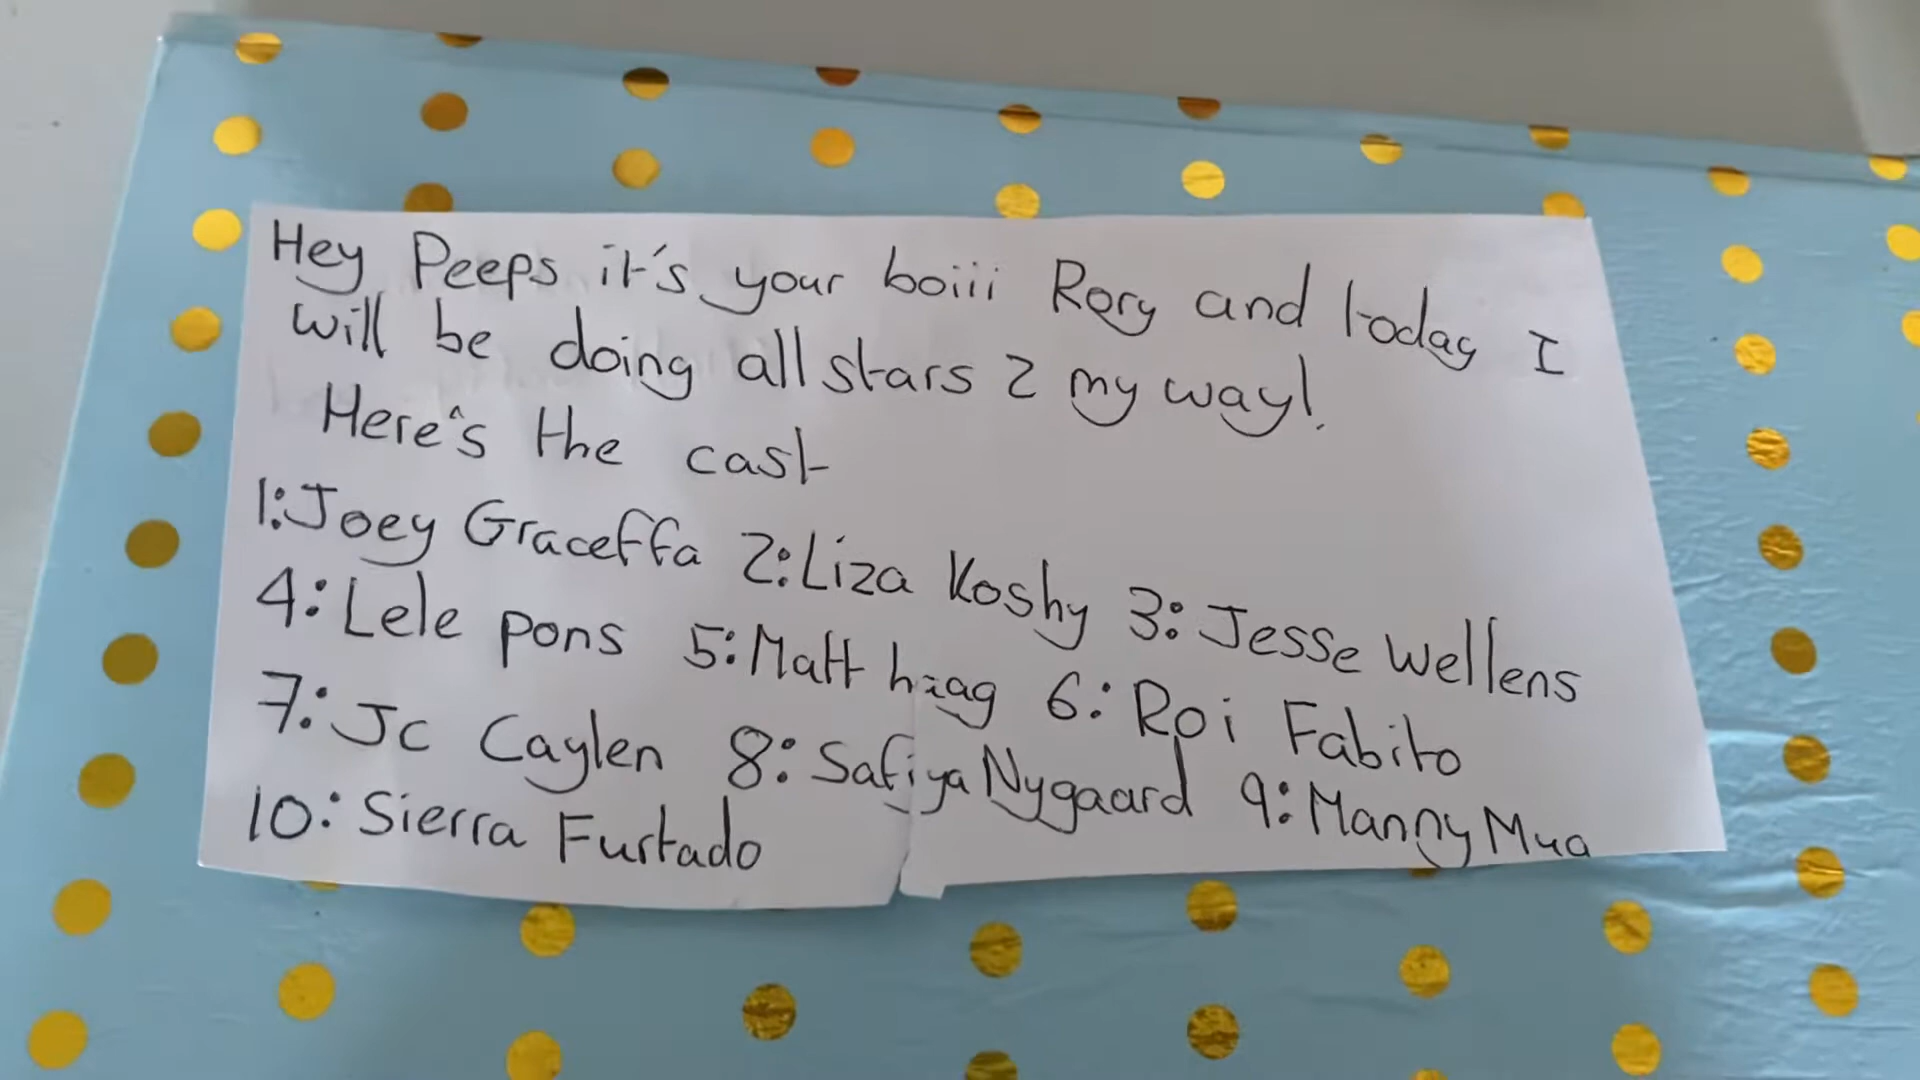 Hey Peeps it's your boiii Rory and today I
will be doing all stars 2 my way!
Here's the cast
1:Joey Graceffa 2:Liza Koshy 3:Jesse Wellens
4:Lele pons 5:Matt haag 6:Roi Fabito
7:Jc Caylen 8:Safiya Nygaard 9:Manny Mua
10:Sierra Furtado